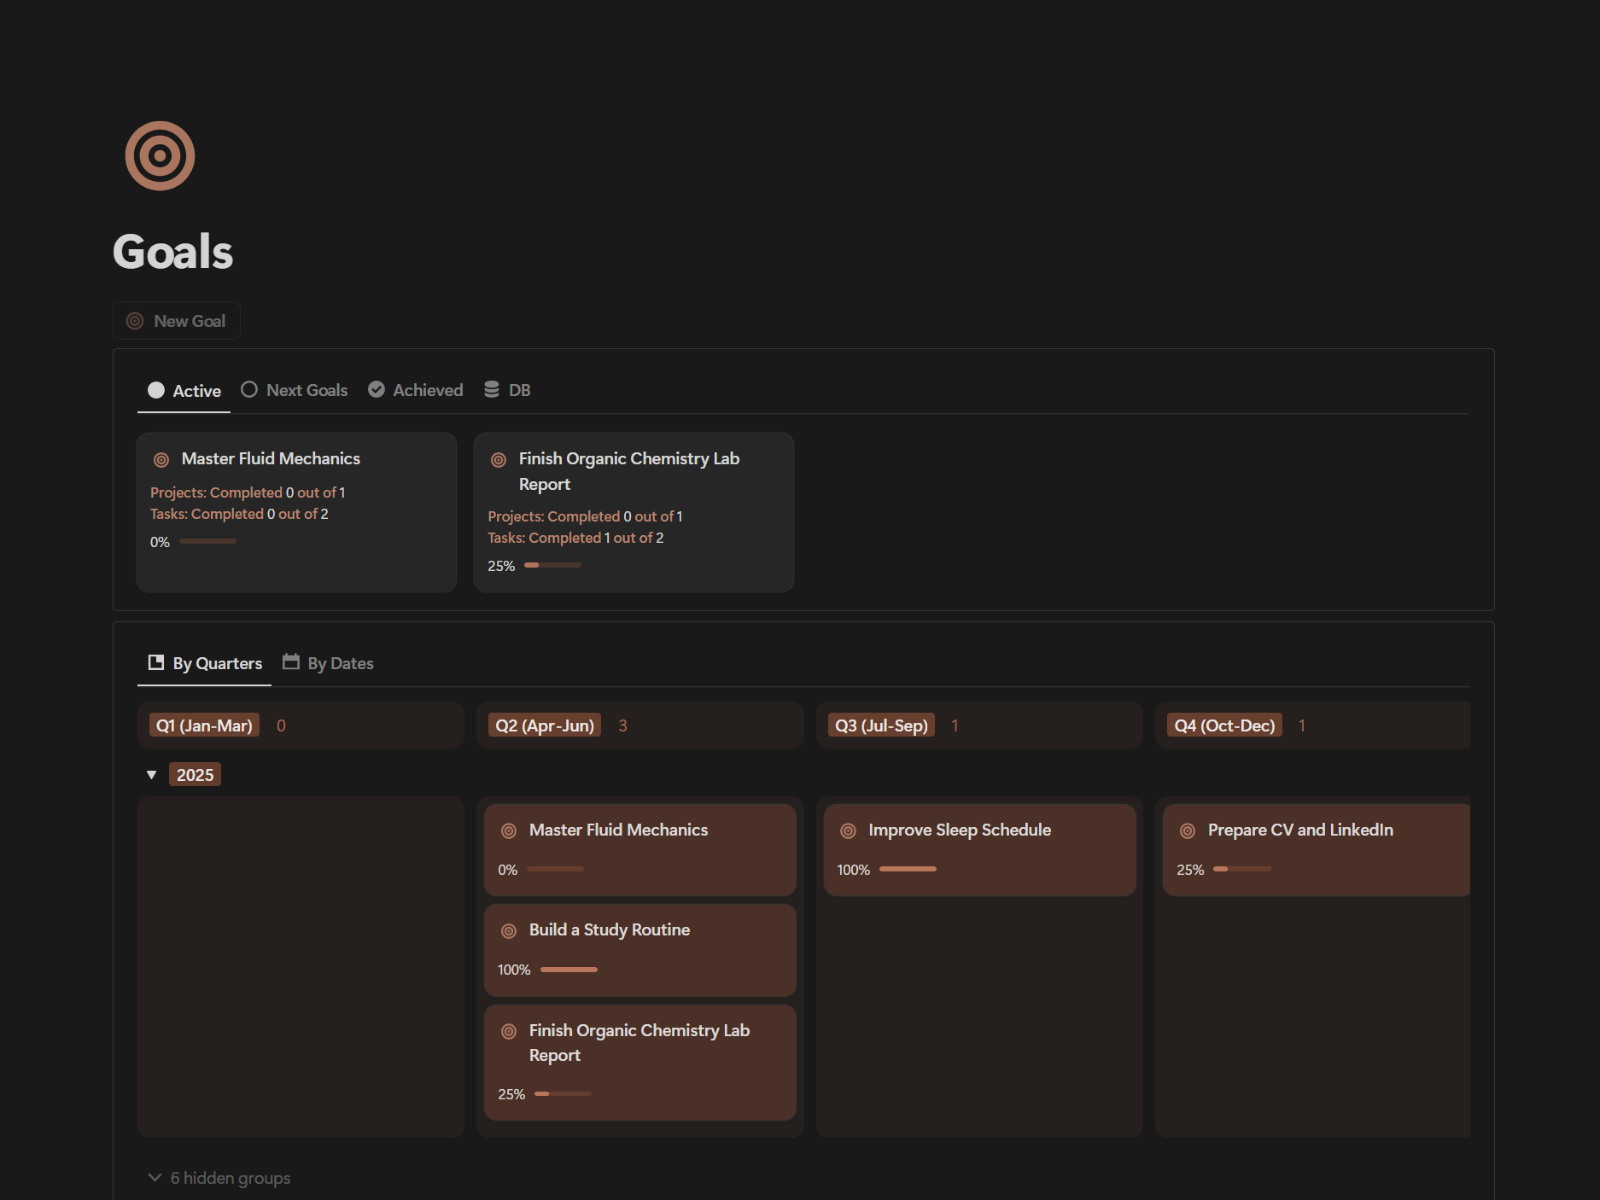 Goals
New Goal
Active
Next Goals
Achieved
DB
Master Fluid Mechanics
Projects: Completed 0 out of 1
Tasks: Completed 0 out of 2
0%
Finish Organic Chemistry Lab
Report
Projects: Completed 0 out of 1
Tasks: Completed 1 out of 2
25%
By Quarters
By Dates
Q1 (Jan-Mar) 0
Q2 (Apr-Jun) 3
Q3 (Jul-Sep) 1
Q4 (Oct-Dec) 1
2025
Master Fluid Mechanics
0%
Build a Study Routine
100%
Finish Organic Chemistry Lab
Report
25%
Improve Sleep Schedule
100%
Prepare CV and LinkedIn
25%
6 hidden groups